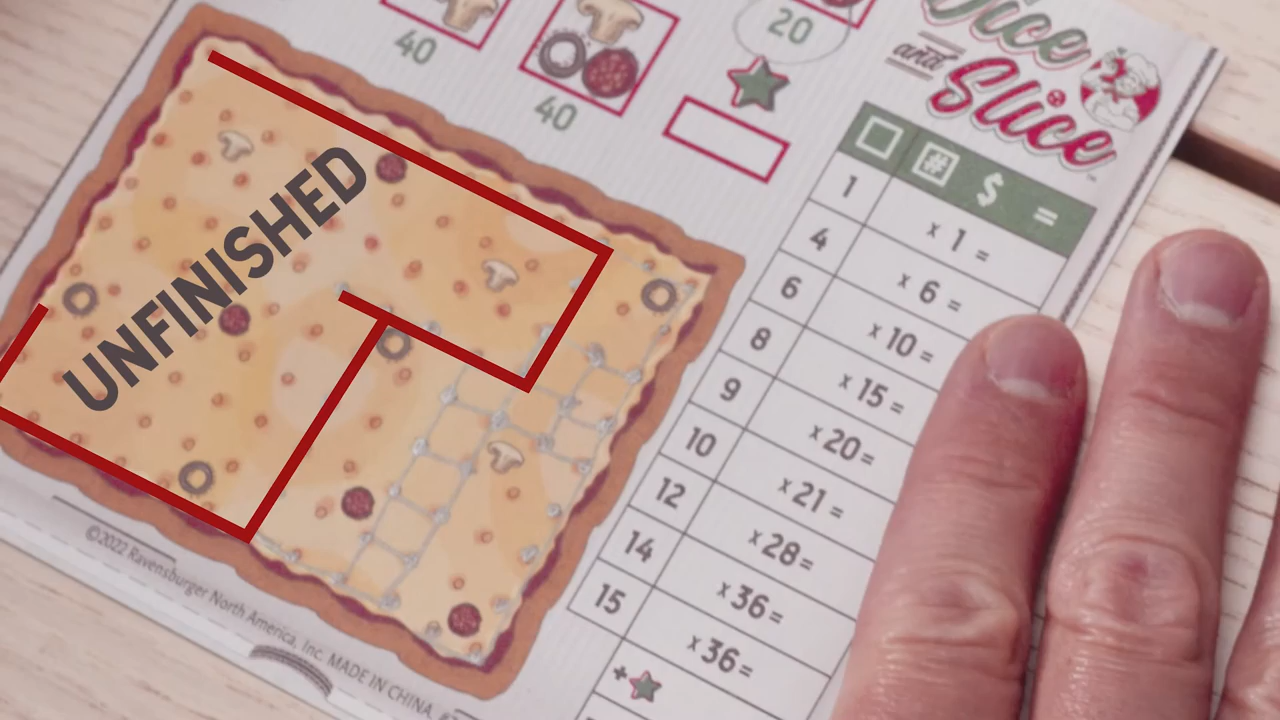 40
40
20
Dice
and
Slice
™
# $ =
1 x 1 =
4 x 6 =
6 x 10 =
8 x 15 =
9 x 20 =
10 x 21 =
12 x 28 =
14 x 36 =
15 x 36 =
+
UNFINISHED
©2022 Ravensburger North America, Inc. MADE IN CHINA.